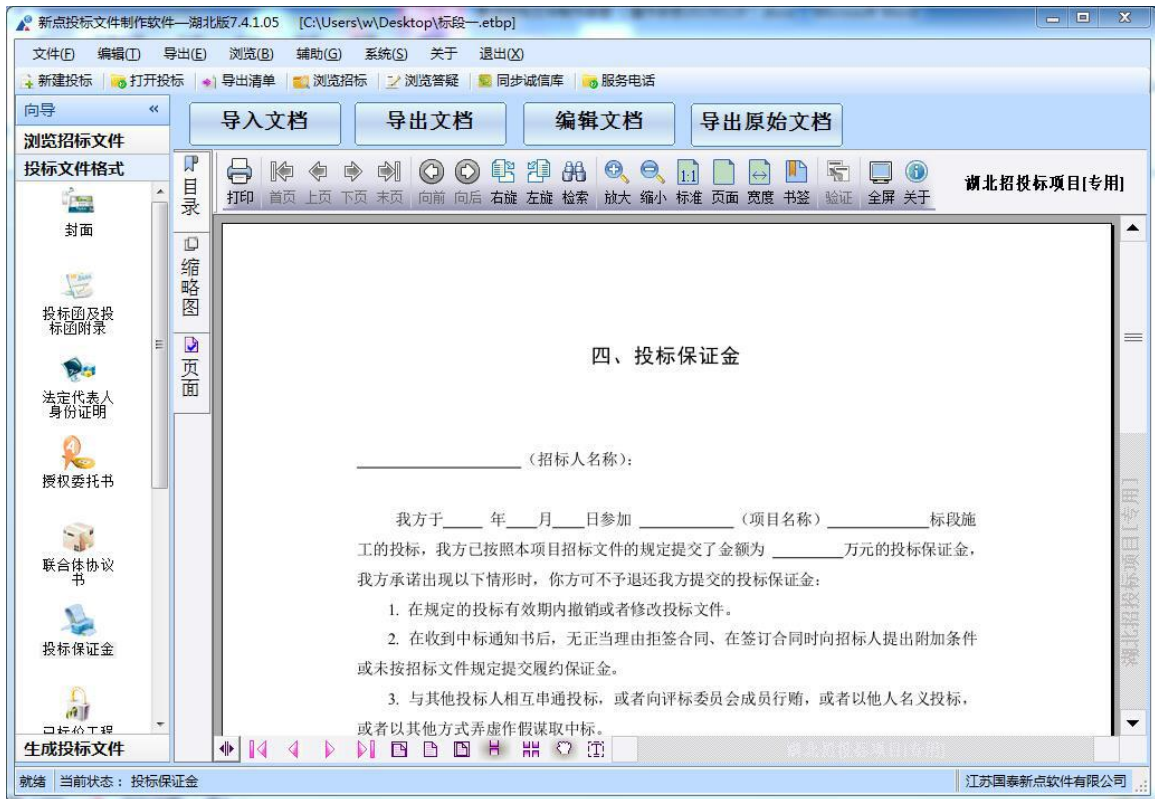 新点投标文件制作软件—湖北版7.4.1.05 [C:\Users\w\Desktop\标段一.etbp]
文件(F) 编辑(T) 导出(E) 浏览(B) 辅助(G) 系统(S) 关于 退出(X)
新建投标 打开投标 导出清单 浏览招标 浏览答疑 同步诚信库 服务电话
向导 «
浏览招标文件
投标文件格式
封面
投标函及投
标函附录
法定代表人
身份证明
授权委托书
联合体协议
书
投标保证金
生成投标文件
导入文档 导出文档 编辑文档 导出原始文档
目录
缩略图
页面
打印 首页 上页 下页 末页 向前 向后 右旋 左旋 检索 放大 缩小 标准 页面 宽度 书签 验证 全屏 关于
1:1
湖北招投标项目[专用]
四、投标保证金
（招标人名称）：
我方于 年 月 日参加 （项目名称） 标段施
工的投标，我方已按照本项目招标文件的规定提交了金额为 万元的投标保证金，
我方承诺出现以下情形时，你方可不予退还我方提交的投标保证金：
1. 在规定的投标有效期内撤销或者修改投标文件。
2. 在收到中标通知书后，无正当理由拒签合同、在签订合同时向招标人提出附加条件
或未按招标文件规定提交履约保证金。
3. 与其他投标人相互串通投标，或者向评标委员会成员行贿，或者以他人名义投标，
或者以其他方式弄虚作假谋取中标。
湖北招投标项目[专用]
湖北招投标项目[专用]
就绪 当前状态：投标保证金 江苏国泰新点软件有限公司